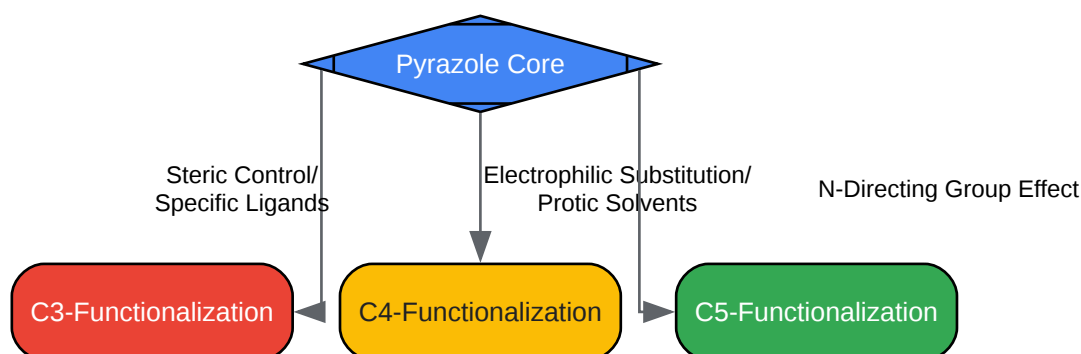 Pyrazole Core
Steric Control/
Specific Ligands
Electrophilic Substitution/
Protic Solvents
N-Directing Group Effect
C3-Functionalization
C4-Functionalization
C5-Functionalization